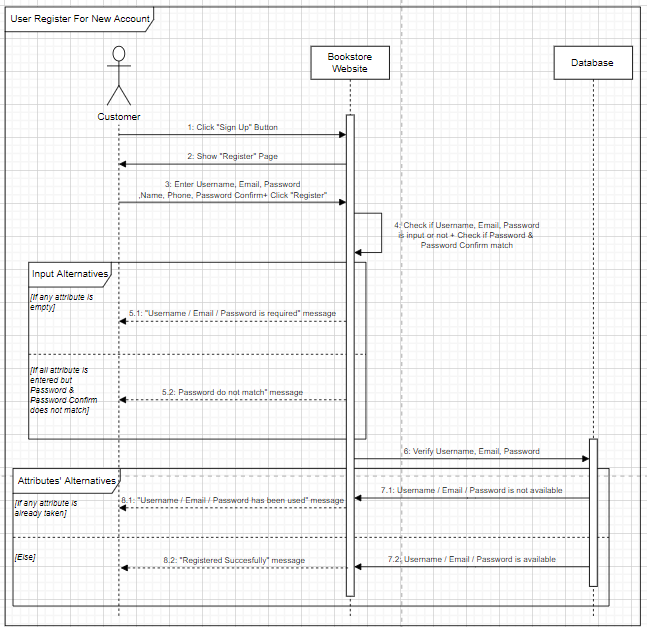 User Register For New Account
Bookstore
Website
Database
Customer
1: Click "Sign Up" Button
2: Show "Register" Page
3: Enter Username, Email, Password
,Name, Phone, Password Confirm+ Click "Register"
4: Check if Username, Email, Password
is input or not + Check if Password &
Password Confirm match
Input Alternatives
[If any attribute is
empty]
5.1: "Username / Email / Password is required" message
[If all attribute is
entered but
Password &
Password Confirm
does not match]
5.2: Password do not match" message
6: Verify Username, Email, Password
Attributes' Alternatives
7.1: Username / Email / Password is not available
[If any attribute is
already taken]
8.1: "Username / Email / Password has been used" message
[Else]
7.2: Username / Email / Password is available
8.2: "Registered Succesfully" message